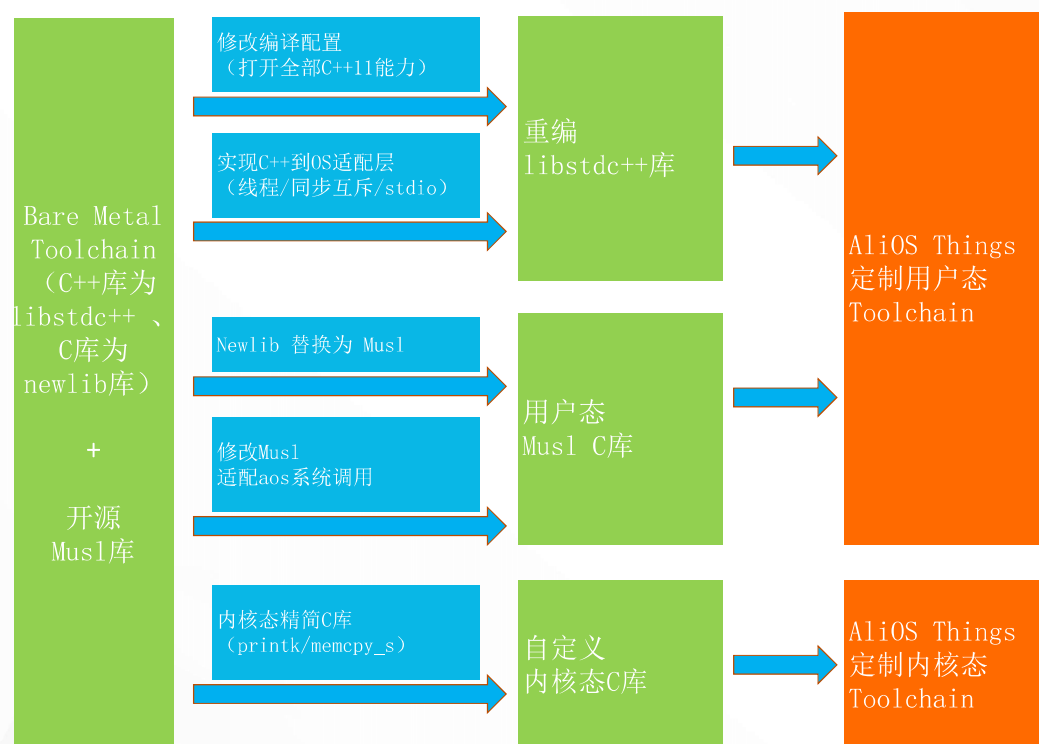 Bare Metal
Toolchain
（C++库为
libstdc++ 、
C库为
newlib库）
+
开源
Musl库
修改编译配置
（打开全部C++11能力）
实现C++到OS适配层
（线程/同步互斥/stdio）
重编
libstdc++库
Newlib 替换为 Musl
修改Musl
适配aos系统调用
用户态
Musl C库
AliOS Things
定制用户态
Toolchain
内核态精简C库
（printk/memcpy_s）
自定义
内核态C库
AliOS Things
定制内核态
Toolchain